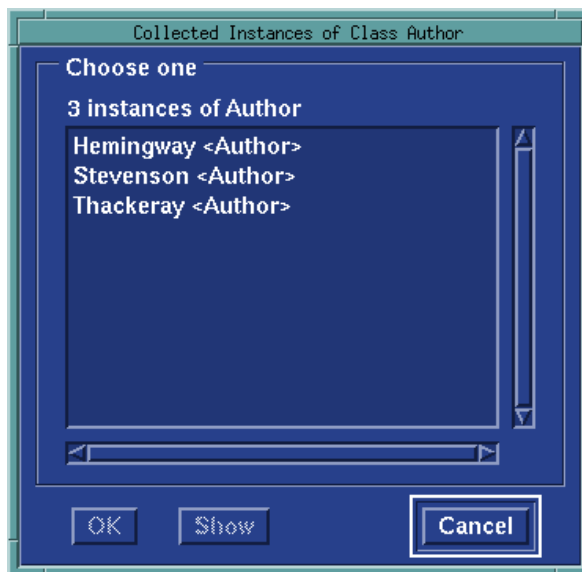 Collected Instances of Class Author
Choose one
3 instances of Author
Hemingway <Author>
Stevenson <Author>
Thackeray <Author>
OK Show Cancel